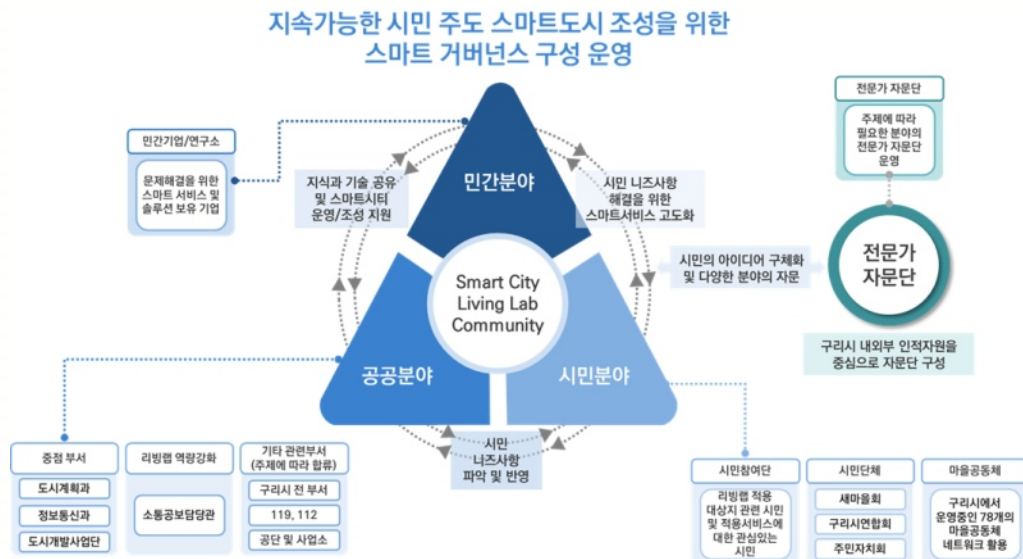 지속가능한 시민 주도 스마트도시 조성을 위한
스마트 거버넌스 구성 운영
민간기업/연구소
문제해결을 위한
스마트 서비스 및
솔루션 보유 기업
지식과 기술 공유
및 스마트시티
운영/조성 지원
민간분야
시민 니즈사항
해결을 위한
스마트서비스 고도화
전문가 자문단
주제에 따라
필요한 분야의
전문가 자문단
운영
시민의 아이디어 구체화
및 다양한 분야의 자문
전문가
자문단
구리시 내외부 인적자원을
중심으로 자문단 구성
Smart City
Living Lab
Community
공공분야
시민분야
시민
니즈사항
파악 및 반영
중점 부서
도시계획과
정보통신과
도시개발사업단
리빙랩 역량강화
소통공보담당관
기타 관련부서
(주제에 따라 합류)
구리시 전 부서
119, 112
공단 및 사업소
시민참여단
리빙랩 적용
대상지 관련 시민
및 적용서비스에
대한 관심있는
시민
시민단체
새마을회
구리시연합회
주민자치회
마을공동체
구리시에서
운영중인 78개의
마을공동체
네트워크 활용